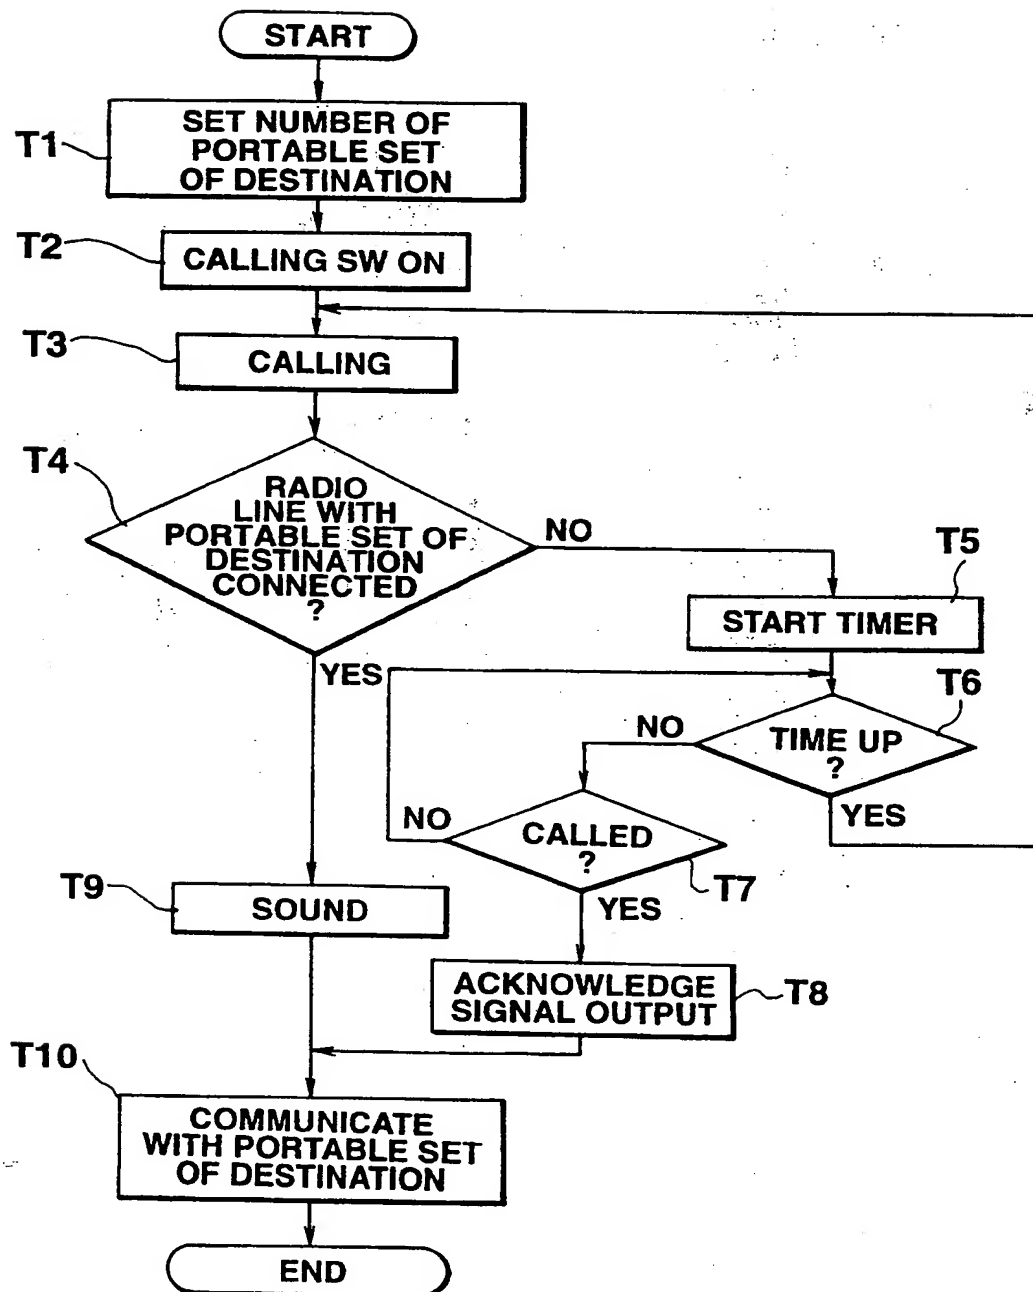 START
T1
SET NUMBER OF
PORTABLE SET
OF DESTINATION
T2
CALLING SW ON
T3
CALLING
T4
RADIO
LINE WITH
PORTABLE SET OF
DESTINATION
CONNECTED
?
NO
YES
T5
START TIMER
T6
TIME UP
?
NO
YES
CALLED
?
NO
T7
YES
T9
SOUND
ACKNOWLEDGE
SIGNAL OUTPUT
T8
T10
COMMUNICATE
WITH PORTABLE SET
OF DESTINATION
END